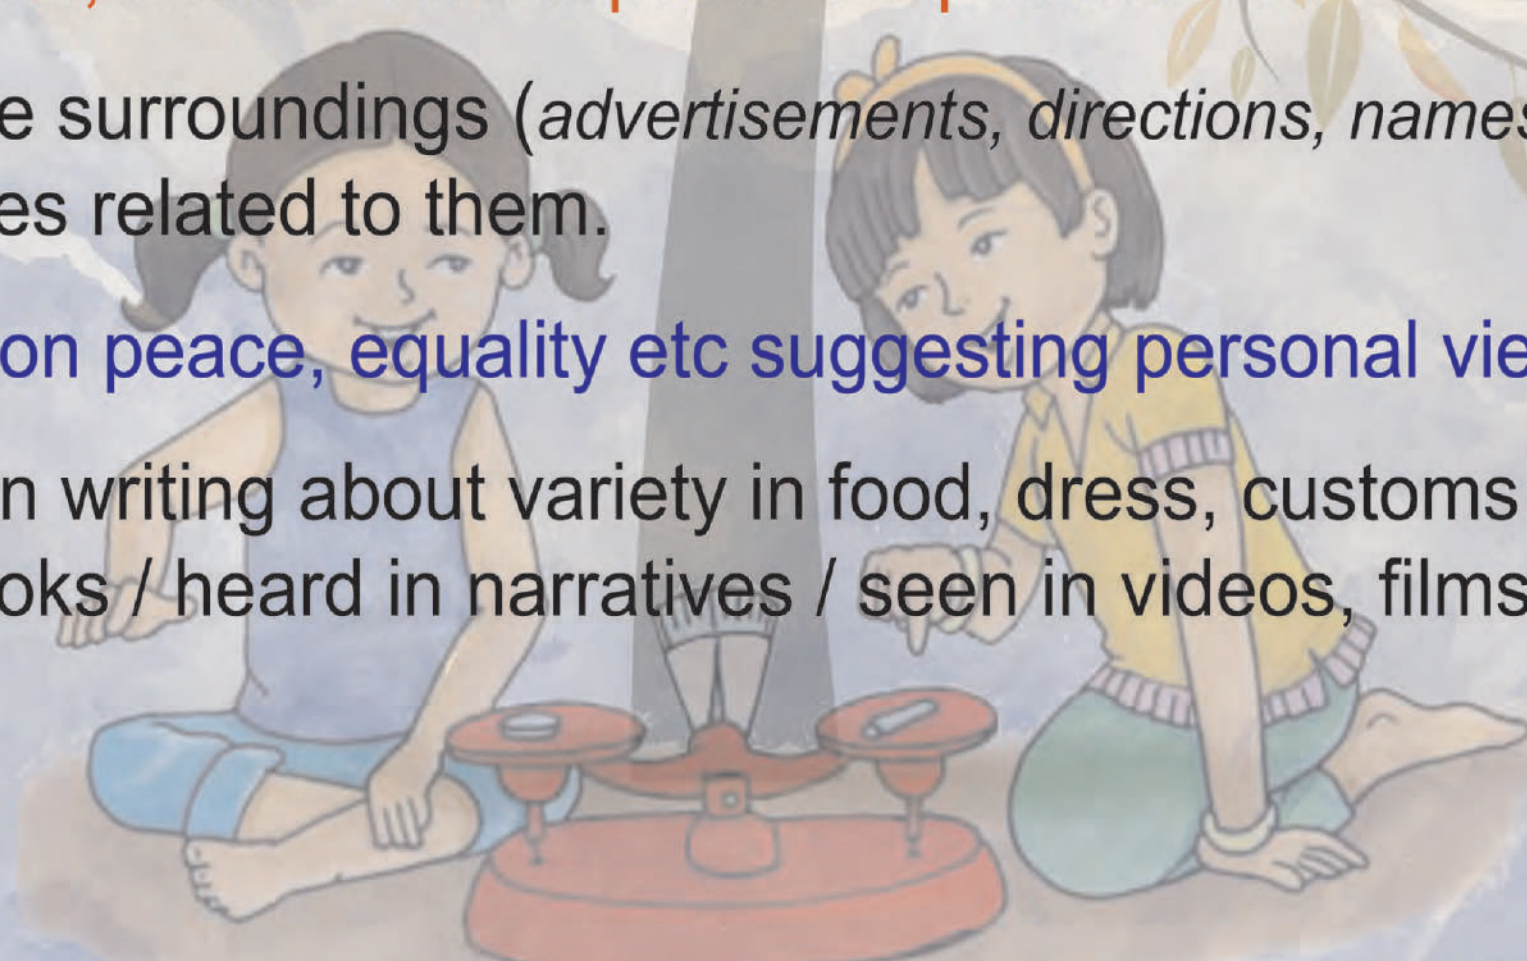 e surroundings (advertisements, directions, names
es related to them.
on peace, equality etc suggesting personal vie
n writing about variety in food, dress, customs
oks / heard in narratives / seen in videos, films